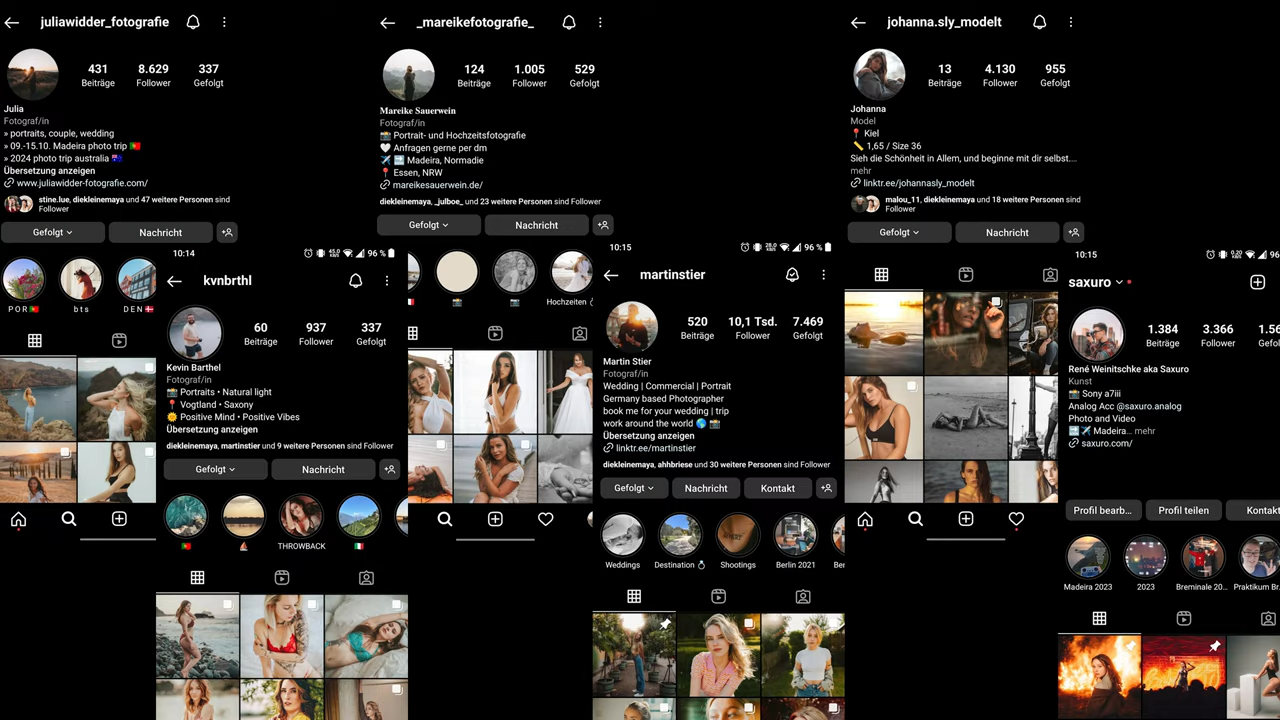 juliawidder_fotografie
431
8.629
337
Beiträge
Follower
Gefolgt
Julia
Fotograf/in
» portraits, couple, wedding
» 09.-15.10. Madeira photo trip 🇵🇹
» 2024 photo trip australia 🇦🇺
Übersetzung anzeigen
www.juliawidder-fotografie.com/
stine.lue, diekleinemaya und 47 weitere Personen sind
Follower
Gefolgt
Nachricht
P O R 🇵🇹
b t s
D E N 🇩🇰
10:14
96 %
kvnbrthl
60
937
337
Beiträge
Follower
Gefolgt
Kevin Barthel
Fotograf/in
📸 Portraits • Natural light
📍 Vogtland • Saxony
🌞 Positive Mind • Positive Vibes
Übersetzung anzeigen
diekleinemaya, martinstier und 9 weitere Personen sind Follower
Gefolgt
Nachricht
🇵🇹
⛵
THROWBACK
🇮🇹
_mareikefotografie_
124
1.005
529
Beiträge
Follower
Gefolgt
Mareike Sauerwein
Fotograf/in
📸 Portrait- und Hochzeitsfotografie
🤍 Anfragen gerne per dm
✈️ ➡️ Madeira, Normadie
📍 Essen, NRW
mareikesauerwein.de/
diekleinemaya, _julboe_ und 23 weitere Personen sind Follower
Gefolgt
Nachricht
📸
📷
Hochzeiten
10:15
96 %
martinstier
520
10,1 Tsd.
7.469
Beiträge
Follower
Gefolgt
Martin Stier
Fotograf/in
Wedding | Commercial | Portrait
Germany based Photographer
book me for your wedding | trip
work around the world 🌎 📸
Übersetzung anzeigen
linktr.ee/martinstier
diekleinemaya, ahhbriese und 30 weitere Personen sind Follower
Gefolgt
Nachricht
Kontakt
Weddings
Destination 💍
Shootings
Berlin 2021
Ber
johanna.sly_modelt
13
4.130
955
Beiträge
Follower
Gefolgt
Johanna
Model
📍 Kiel
📏 1,65 / Size 36
Sieh die Schönheit in Allem, und beginne mit dir selbst....
mehr
linktr.ee/johannasly_modelt
malou_11, diekleinemaya und 18 weitere Personen sind
Follower
Gefolgt
Nachricht
10:15
96
saxuro
1.384
3.366
1.56
Beiträge
Follower
Gefolg
René Weinitschke aka Saxuro
Kunst
📸 Sony a7iii
Analog Acc @saxuro.analog
Photo and Video
➡️ ✈️ Madeira... mehr
saxuro.com/
Profil bearb...
Profil teilen
Kontakt
Madeira 2023
2023
Breminale 20...
Praktikum Br.